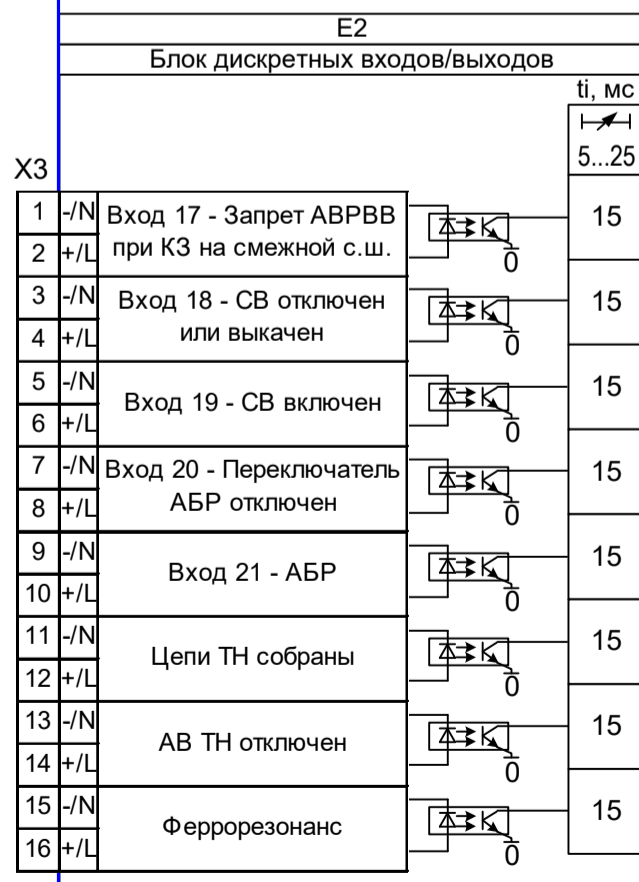 E2
Блок дискретных входов/выходов
ti, мс
5...25
X3
1 -/N Вход 17 - Запрет АВРВВ 15
2 +/L при КЗ на смежной с.ш.
0
3 -/N Вход 18 - СВ отключен 15
4 +/L или выкачен
0
5 -/N Вход 19 - СВ включен 15
6 +/L
0
7 -/N Вход 20 - Переключатель 15
8 +/L АБР отключен
0
9 -/N Вход 21 - АБР 15
10 +/L
0
11 -/N Цепи ТН собраны 15
12 +/L
0
13 -/N АВ ТН отключен 15
14 +/L
0
15 -/N Феррорезонанс 15
16 +/L
0